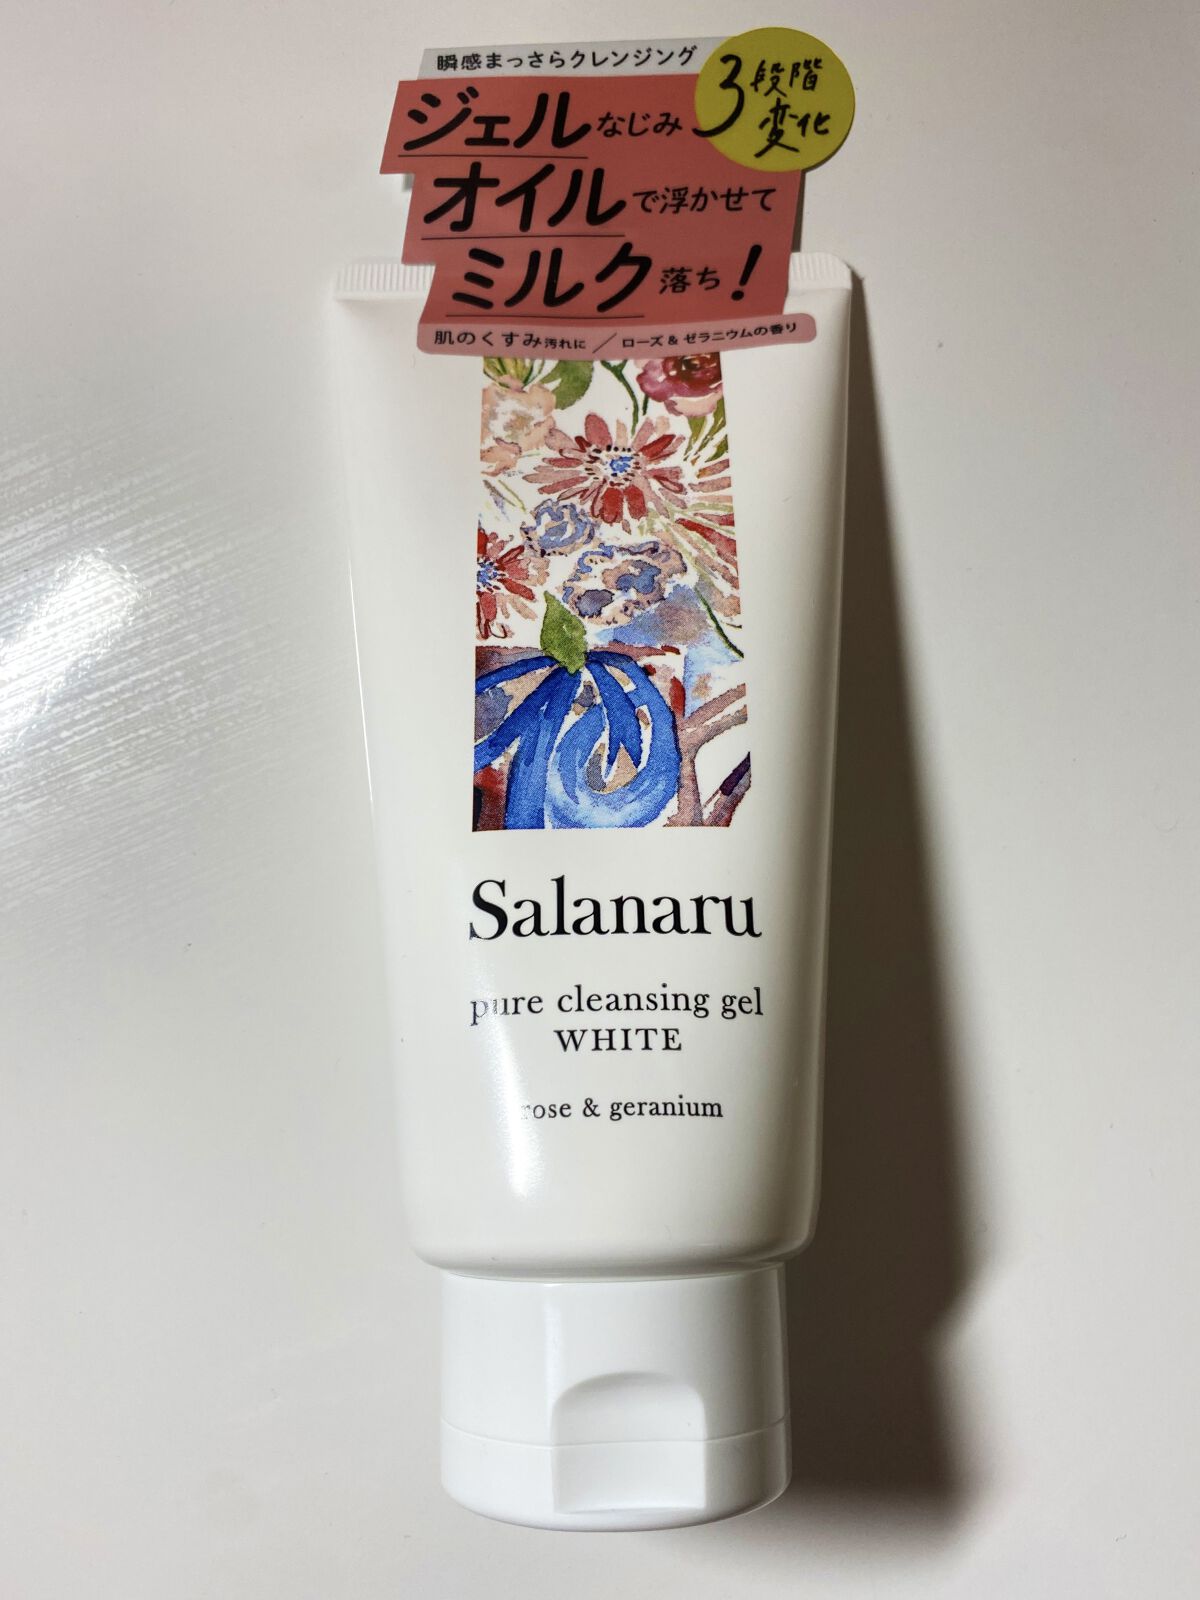 瞬感まっさらクレンジング
3段階
変化
ジェルなじみ
オイルで浮かせて
ミルク落ち!
肌のくすみ汚れに/ローズ&ゼラニウムの香り
Salanaru
pure cleansing gel
WHITE
rose & geranium